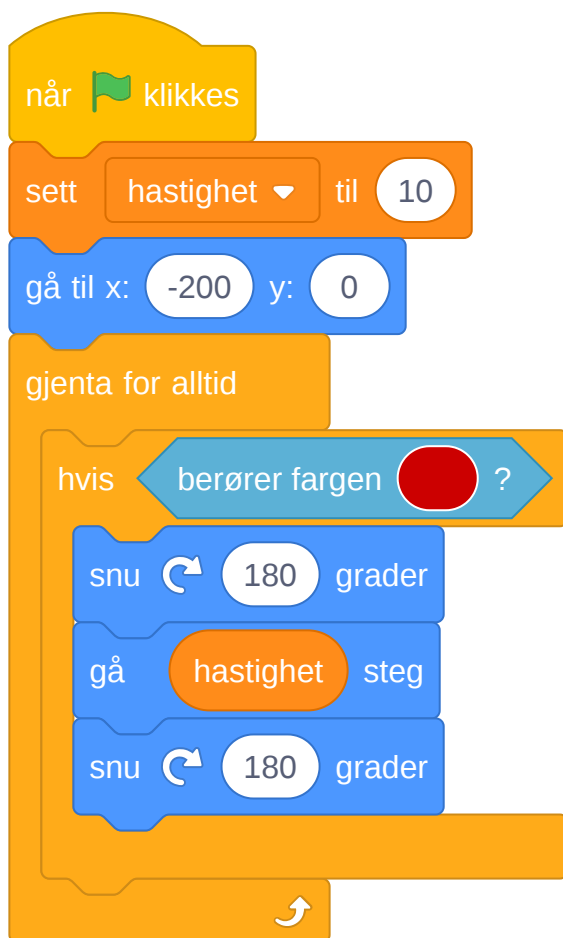 når klikkes
sett hastighet til 10
gå til x: -200 y: 0
gjenta for alltid
hvis berører fargen ?
snu 180 grader
gå hastighet steg
snu 180 grader